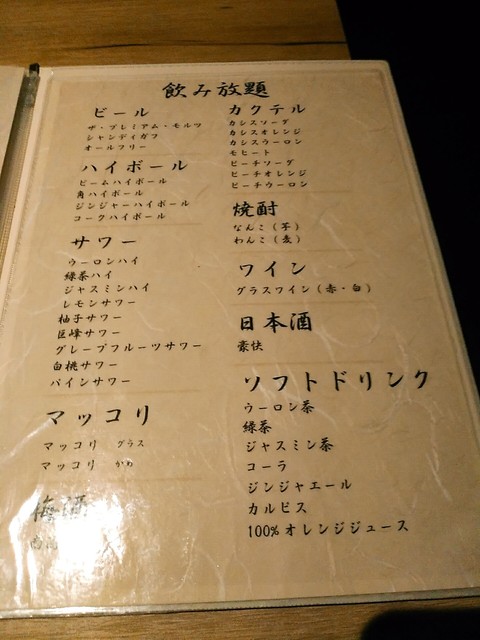 飲み放題
ビール
ザ・プレミアム・モルツ
シャンディガフ
オールフリー
ハイボール
ビームハイボール
角ハイボール
ジンジャーハイボール
コークハイボール
サワー
ウーロンハイ
緑茶ハイ
ジャスミンハイ
レモンサワー
柚子サワー
巨峰サワー
グレープフルーツサワー
白桃サワー
パインサワー
マッコリ
マッコリ グラス
マッコリ かめ
梅酒
カクテル
カシスソーダ
カシスオレンジ
カシスウーロン
モヒート
ピーチソーダ
ピーチオレンジ
ピーチウーロン
焼酎
なんこ（芋）
わんこ（麦）
ワイン
グラスワイン（赤・白）
日本酒
豪快
ソフトドリンク
ウーロン茶
緑茶
ジャスミン茶
コーラ
ジンジャエール
カルピス
100%オレンジジュース